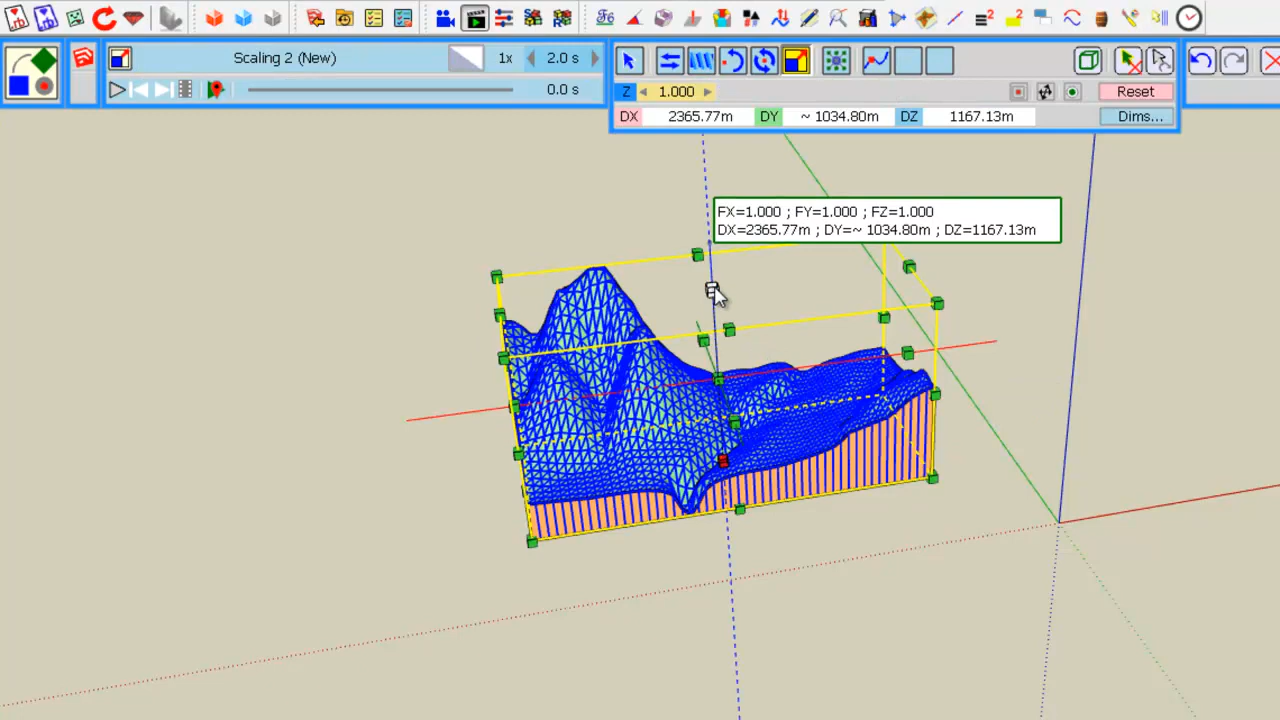 Scaling 2 (New)
1x
2.0 s
0.0 s
Z
1.000
Reset
DX
2365.77m
DY
~ 1034.80m
DZ
1167.13m
Dims...
FX=1.000 ; FY=1.000 ; FZ=1.000
DX=2365.77m ; DY=~ 1034.80m ; DZ=1167.13m